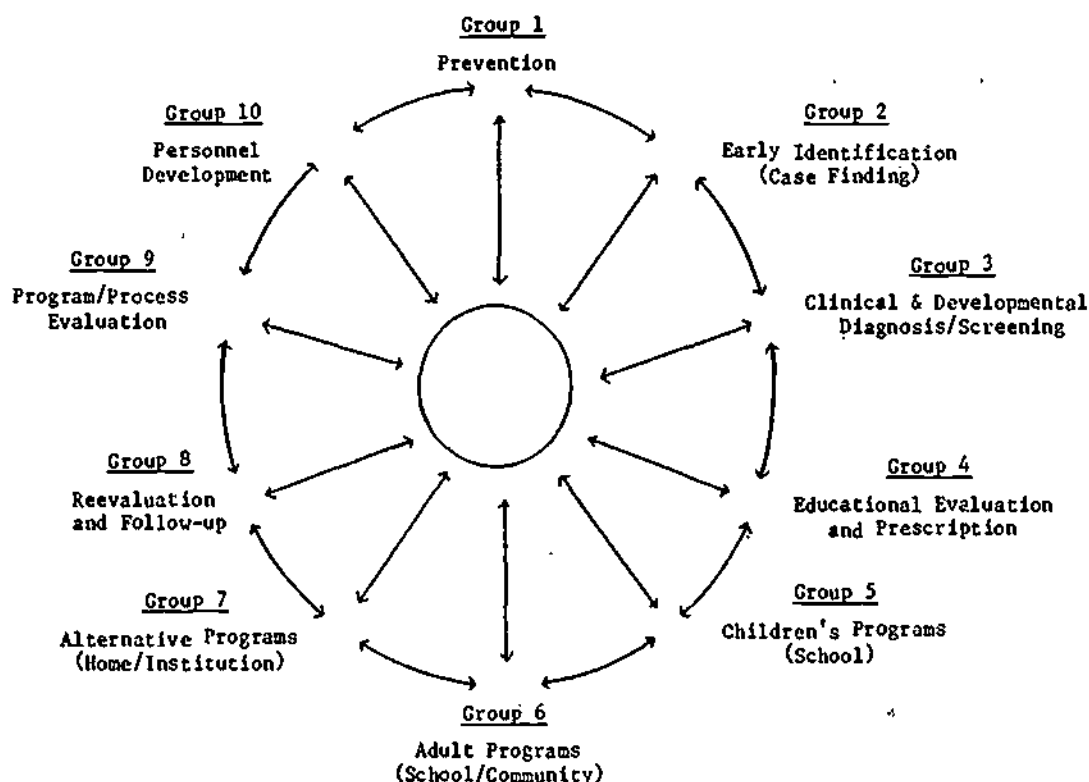 Group 1
Prevention
Group 2
Early Identification
(Case Finding)
Group 3
Clinical & Developmental
Diagnosis/Screening
Group 4
Educational Evaluation
and Prescription
Group 5
Children's Programs
(School)
Group 6
Adult Programs
(School/Community)
Group 7
Alternative Programs
(Home/Institution)
Group 8
Reevaluation
and Follow-up
Group 9
Program/Process
Evaluation
Group 10
Personnel
Development